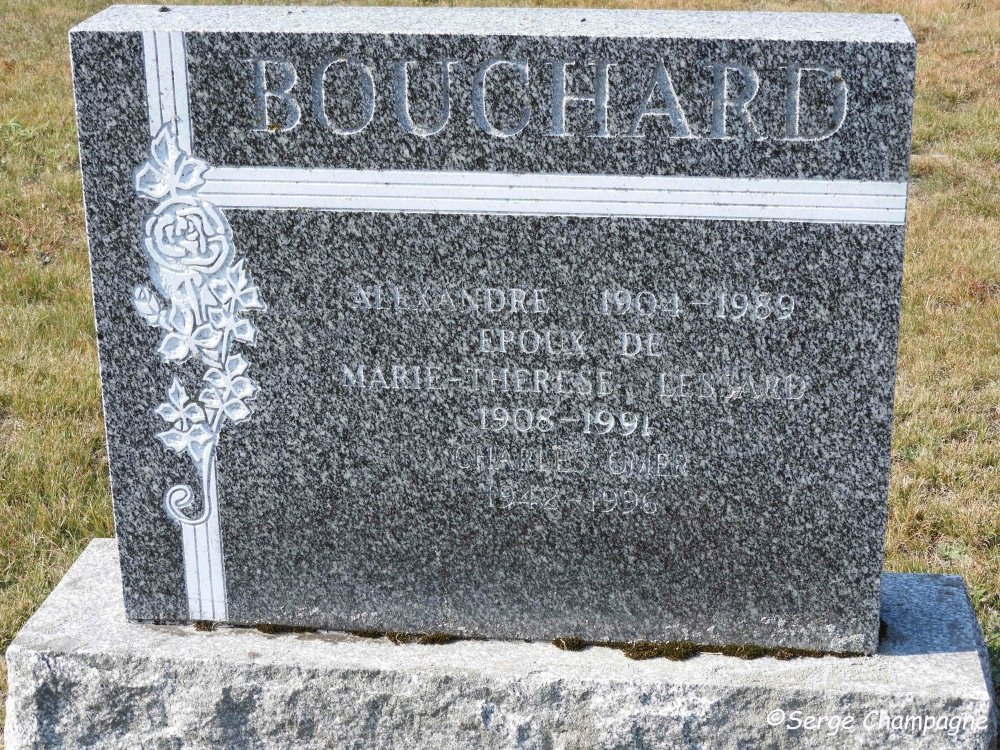 BOUCHARD
ALEXANDRE 1904-1989
EPOUX DE
MARIE-THERESE LESSARD
1908-1991
CHARLES OMER
1942-1996
©Serge Champagne